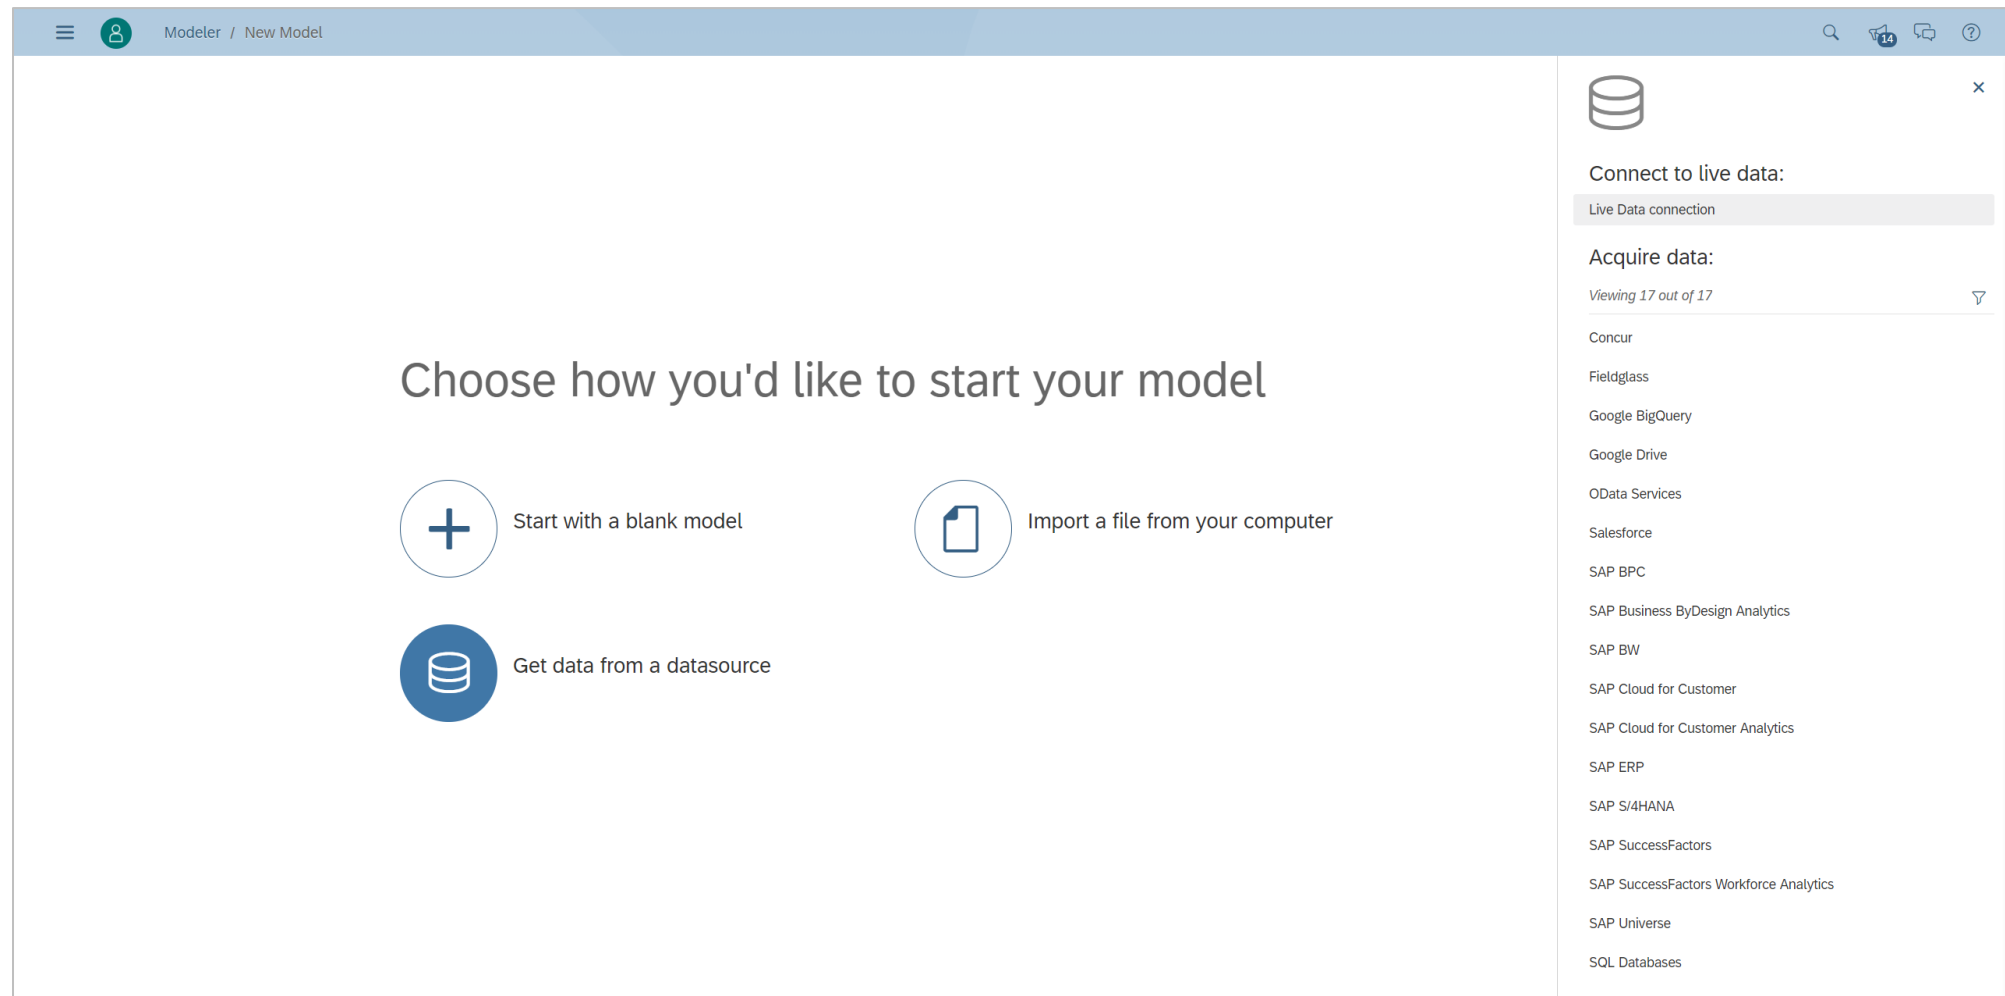 Modeler / New Model
14
Choose how you'd like to start your model
Start with a blank model
Import a file from your computer
Get data from a datasource
Connect to live data:
Live Data connection
Acquire data:
Viewing 17 out of 17
Concur
Fieldglass
Google BigQuery
Google Drive
OData Services
Salesforce
SAP BPC
SAP Business ByDesign Analytics
SAP BW
SAP Cloud for Customer
SAP Cloud for Customer Analytics
SAP ERP
SAP S/4HANA
SAP SuccessFactors
SAP SuccessFactors Workforce Analytics
SAP Universe
SQL Databases